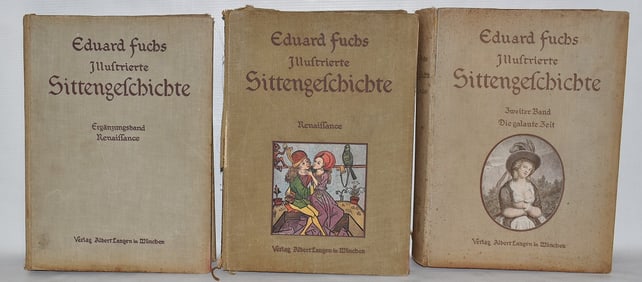 Eduard Fuchs
Illustrierte
Sittengeschichte
Ergänzungsband
Renaissance
Verlag Albert Langen in München
Eduard Fuchs
Illustrierte
Sittengeschichte
Renaissance
Verlag Albert Langen in München
Eduard Fuchs
Illustrierte
Sittengeschichte
Zweiter Band
Die galante Zeit
Verlag Albert Langen in München